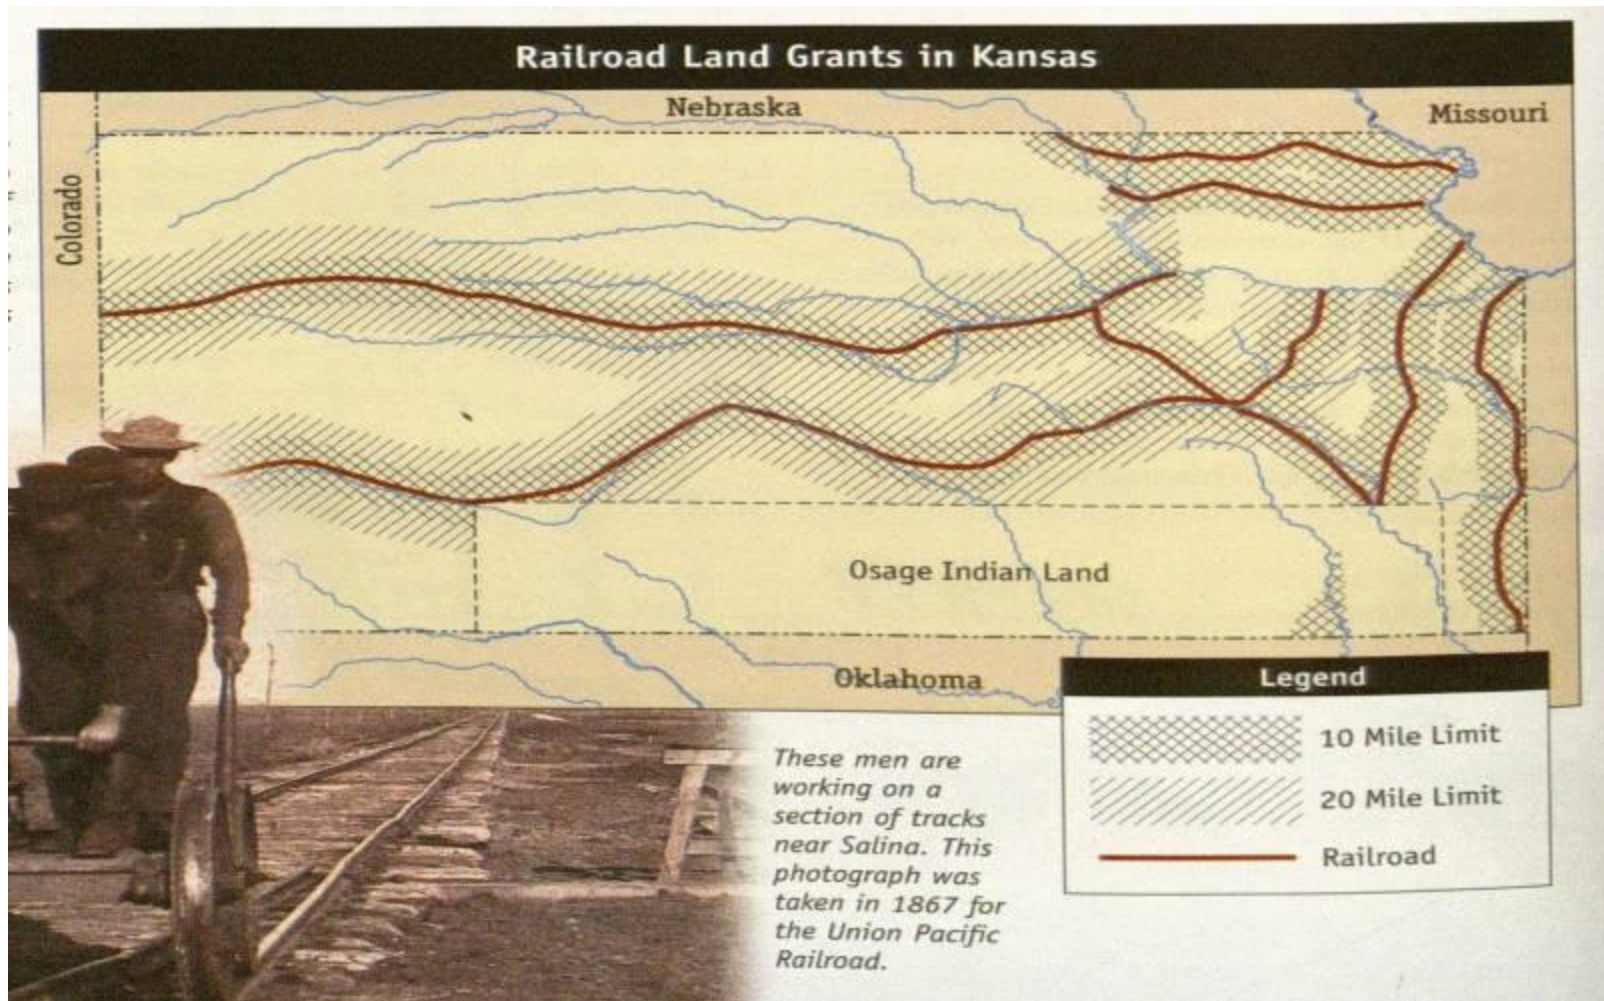 Railroad Land Grants in Kansas
Nebraska
Missouri
Colorado
Osage Indian Land
Oklahoma
Legend
10 Mile Limit
20 Mile Limit
Railroad
These men are
working on a
section of tracks
near Salina. This
photograph was
taken in 1867 for
the Union Pacific
Railroad.